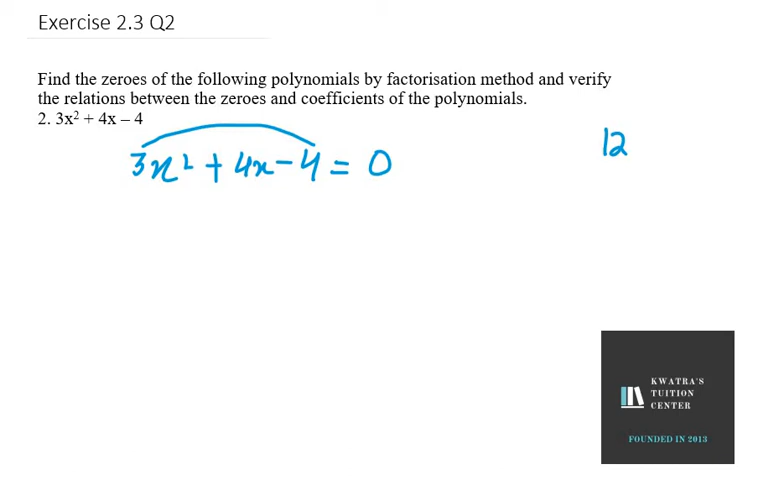 Exercise 2.3 Q2
Find the zeroes of the following polynomials by factorisation method and verify
the relations between the zeroes and coefficients of the polynomials.
2. 3x² + 4x – 4
3x² + 4x - 4 = 0
12
KWATRA'S
TUITION
CENTER
FOUNDED IN 2013